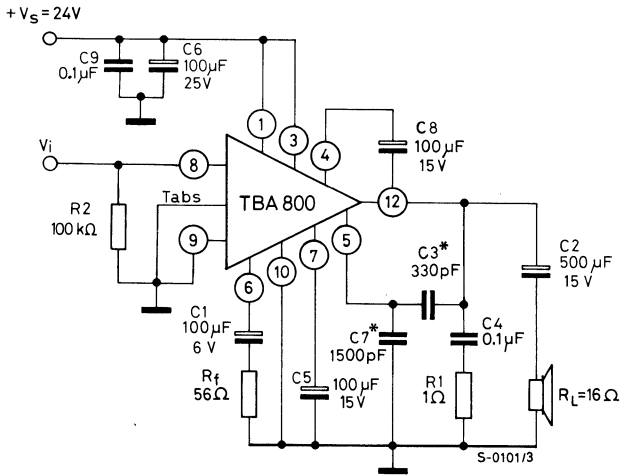 +Vs=24V
C9
0.1µF
C6
100µF
25V
1
3
4
C8
100µF
15V
Vi
8
Tabs
TBA 800
12
R2
100kΩ
9
5
7
10
6
C3*
330pF
C2
500µF
15V
C1
100µF
6V
C7*
1500pF
C4
0.1µF
Rf
56Ω
C5
100µF
15V
R1
1Ω
RL=16Ω
S-0101/3